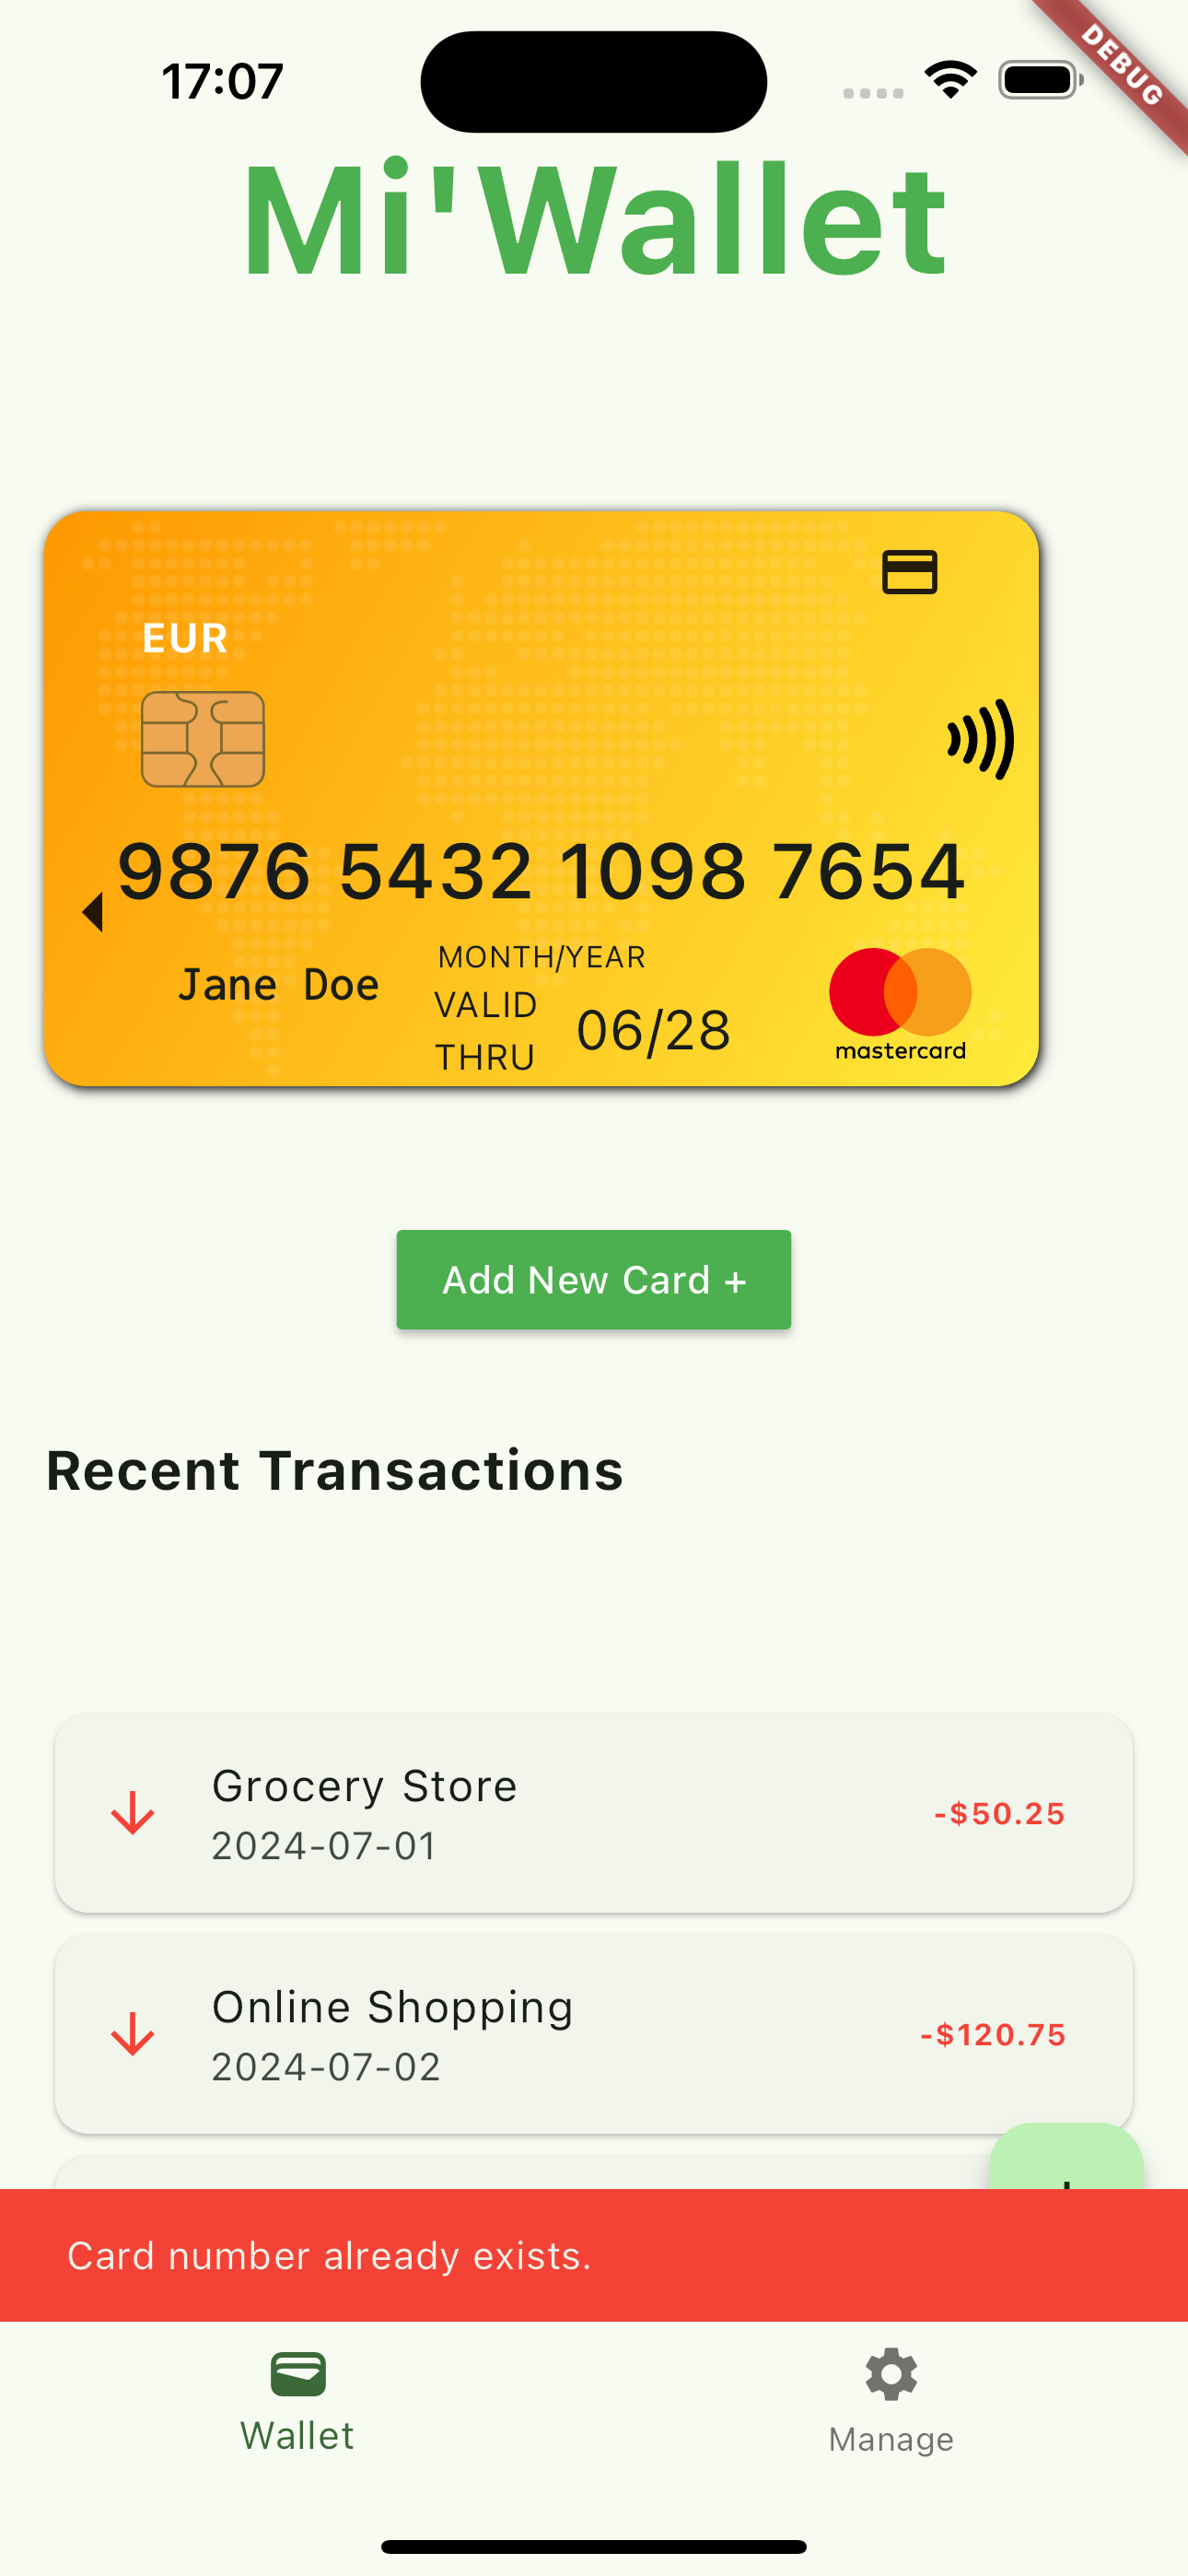 17:07
DEBUG
Mi'Wallet
EUR
9876 5432 1098 7654
MONTH/YEAR
Jane Doe
VALID
THRU
06/28
mastercard
Add New Card +
Recent Transactions
Grocery Store
-$50.25
2024-07-01
Online Shopping
-$120.75
2024-07-02
Card number already exists.
Wallet
Manage